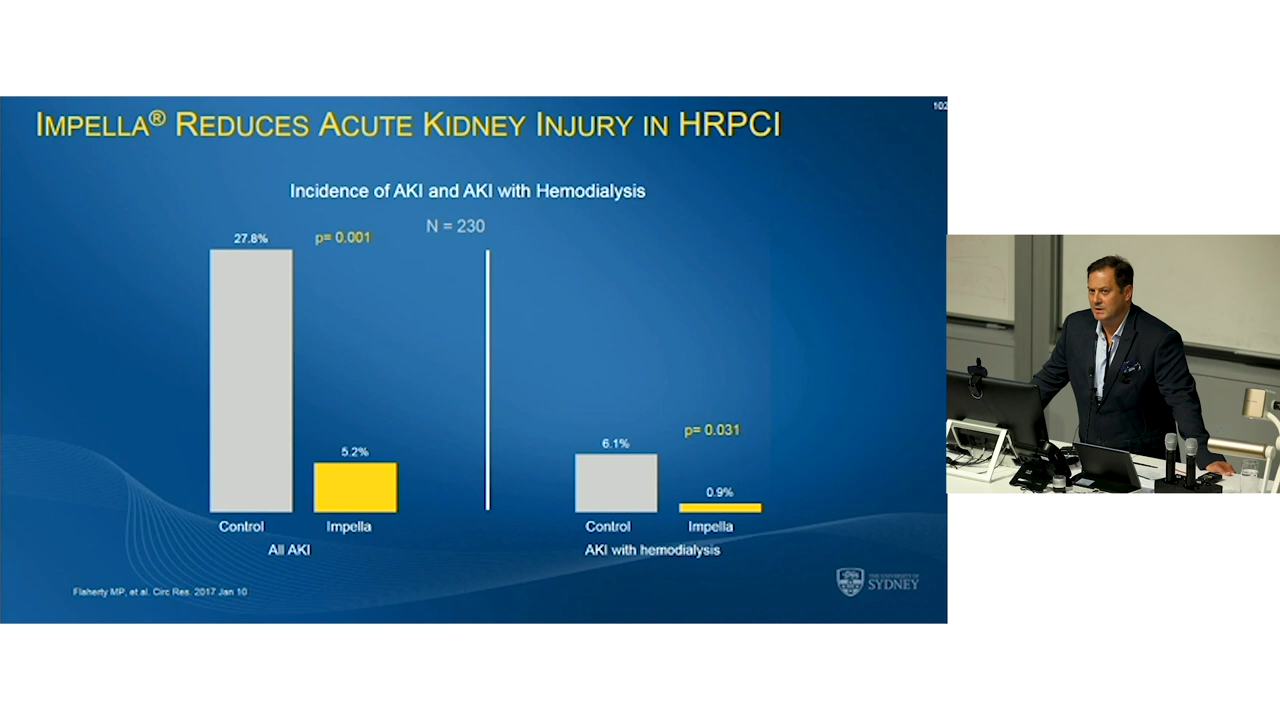 102
IMPELLA® REDUCES ACUTE KIDNEY INJURY IN HRPCI
Incidence of AKI and AKI with Hemodialysis
N = 230
27.8%
p= 0.001
5.2%
Control
Impella
All AKI
6.1%
p= 0.031
0.9%
Control
Impella
AKI with hemodialysis
Flaherty MP, et al. Circ Res. 2017 Jan 10
THE UNIVERSITY OF
SYDNEY